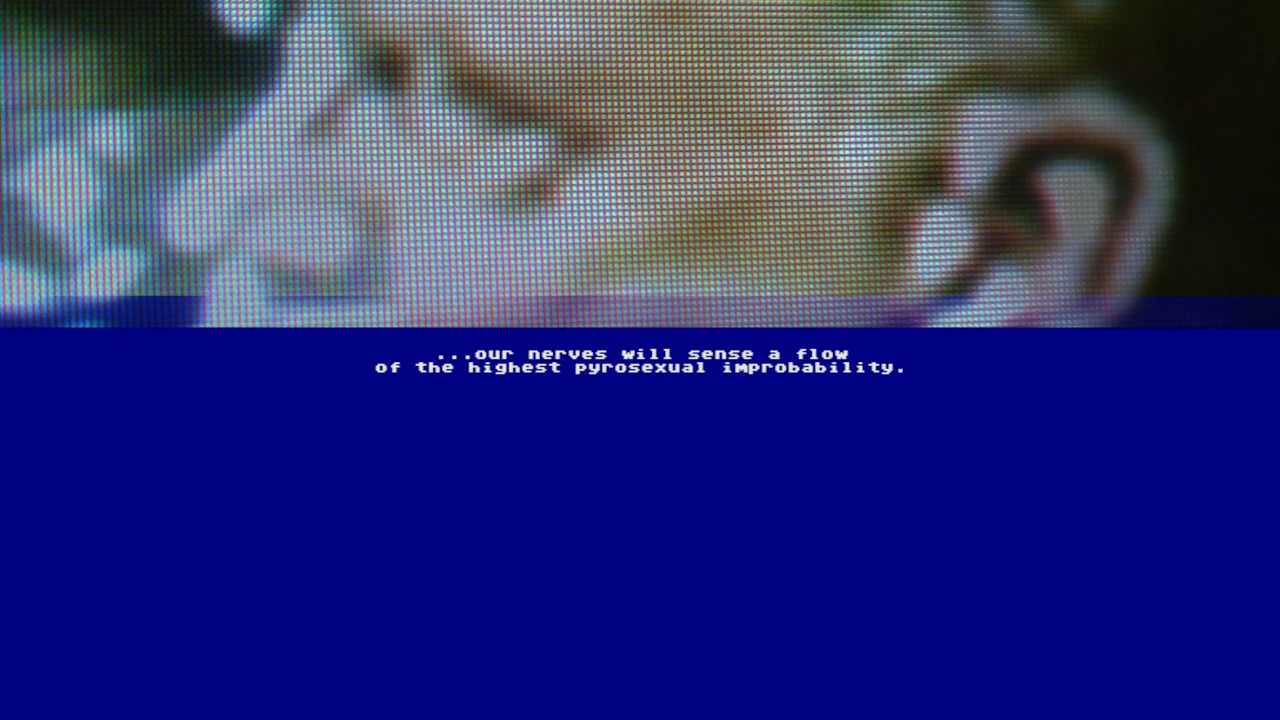 ...our nerves will sense a flow
of the highest pyrosexual improbability.